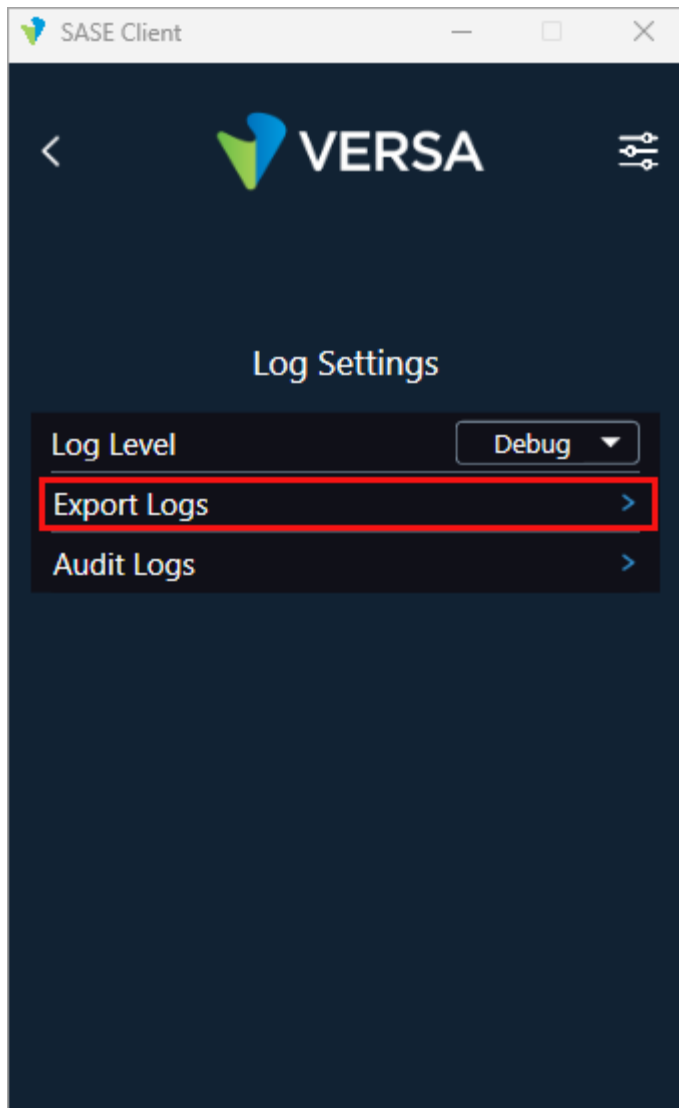 SASE Client
VERSA
Log Settings
Log Level
Debug
Export Logs
Audit Logs